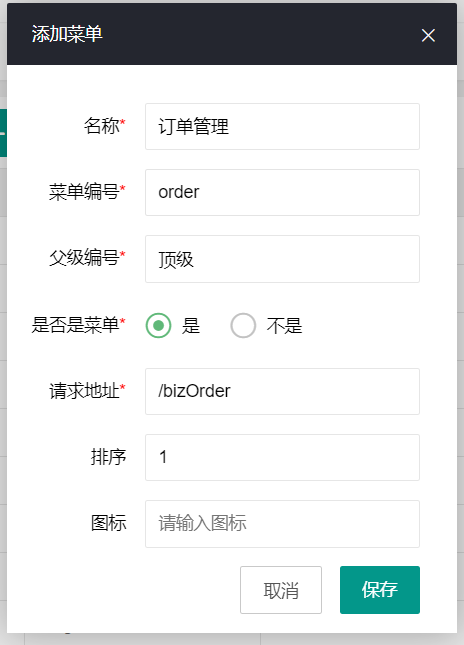 添加菜单
名称* 订单管理
菜单编号* order
父级编号* 顶级
是否是菜单* 是 不是
请求地址* /bizOrder
排序 1
图标 请输入图标
取消 保存